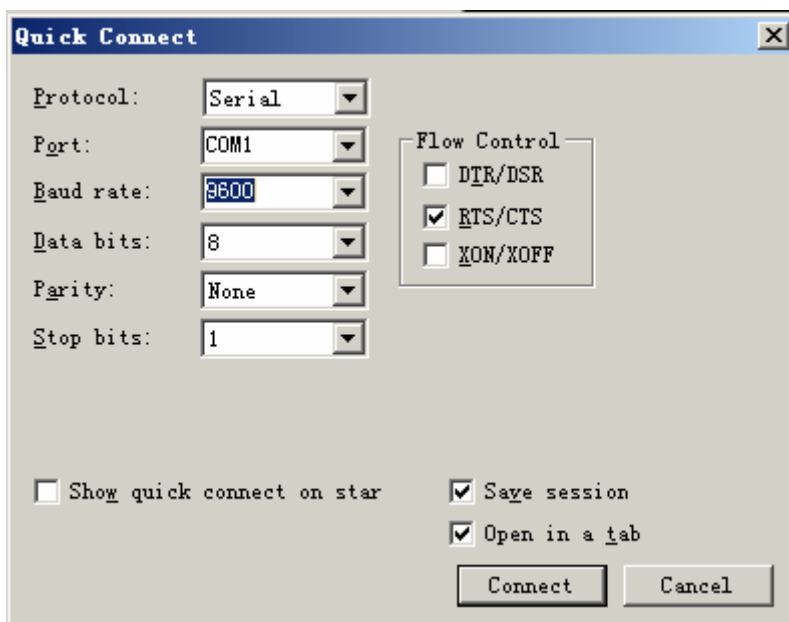 Quick Connect
Protocol: Serial
Port: COM1
Baud rate: 9600
Data bits: 8
Parity: None
Stop bits: 1
Flow Control
DTR/DSR
RTS/CTS
XON/XOFF
Show quick connect on star
Save session
Open in a tab
Connect Cancel